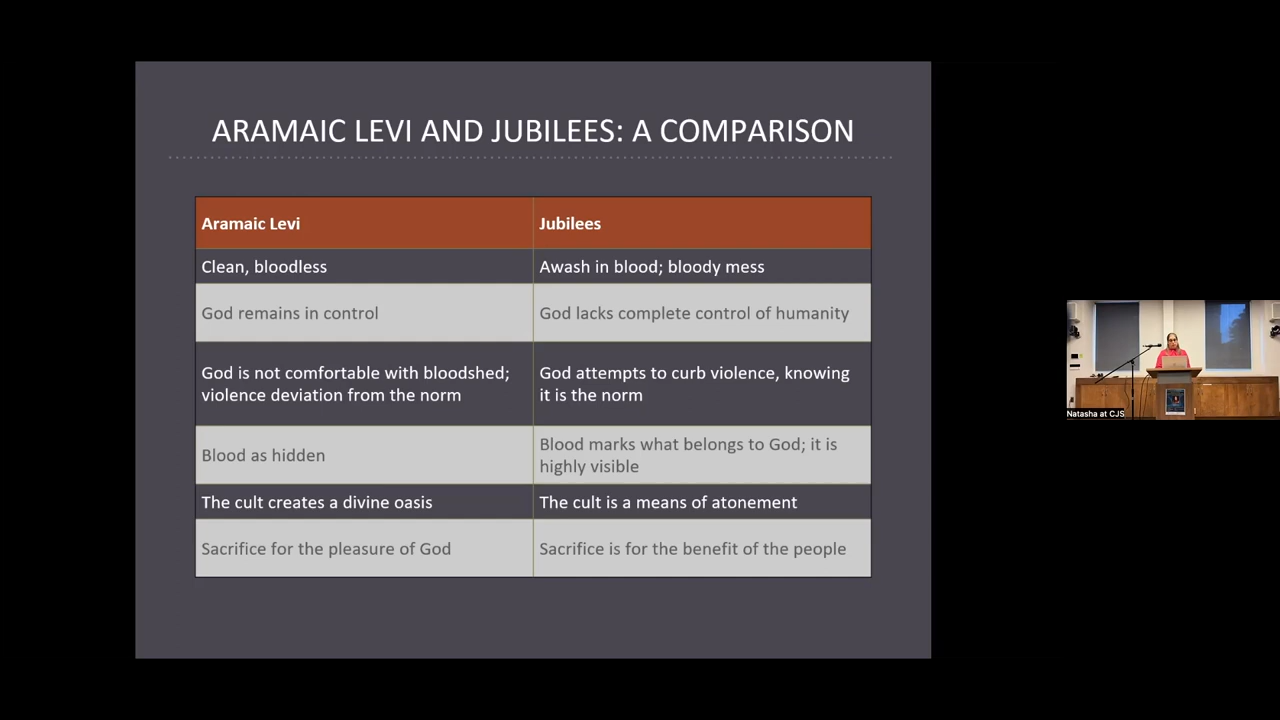 ARAMAIC LEVI AND JUBILEES: A COMPARISON
Aramaic Levi
Jubilees
Clean, bloodless
Awash in blood; bloody mess
God remains in control
God lacks complete control of humanity
God is not comfortable with bloodshed;
violence deviation from the norm
God attempts to curb violence, knowing
it is the norm
Blood as hidden
Blood marks what belongs to God; it is
highly visible
The cult creates a divine oasis
The cult is a means of atonement
Sacrifice for the pleasure of God
Sacrifice is for the benefit of the people
Natasha at CJS